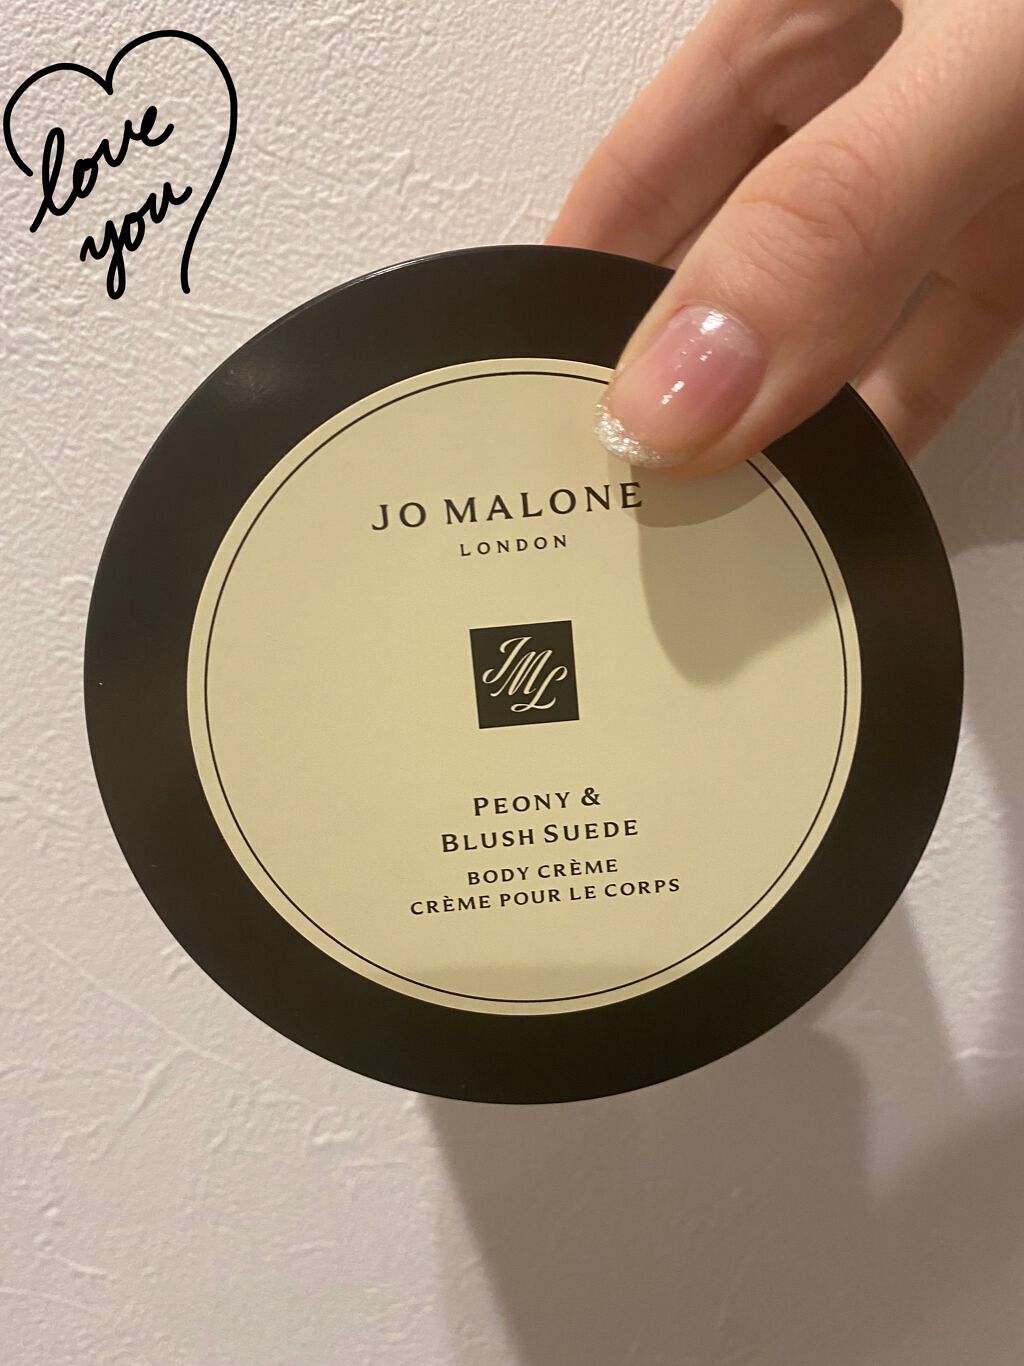 love
you
JO MALONE
LONDON
JML
PEONY &
BLUSH SUEDE
BODY CRÈME
CRÈME POUR LE CORPS